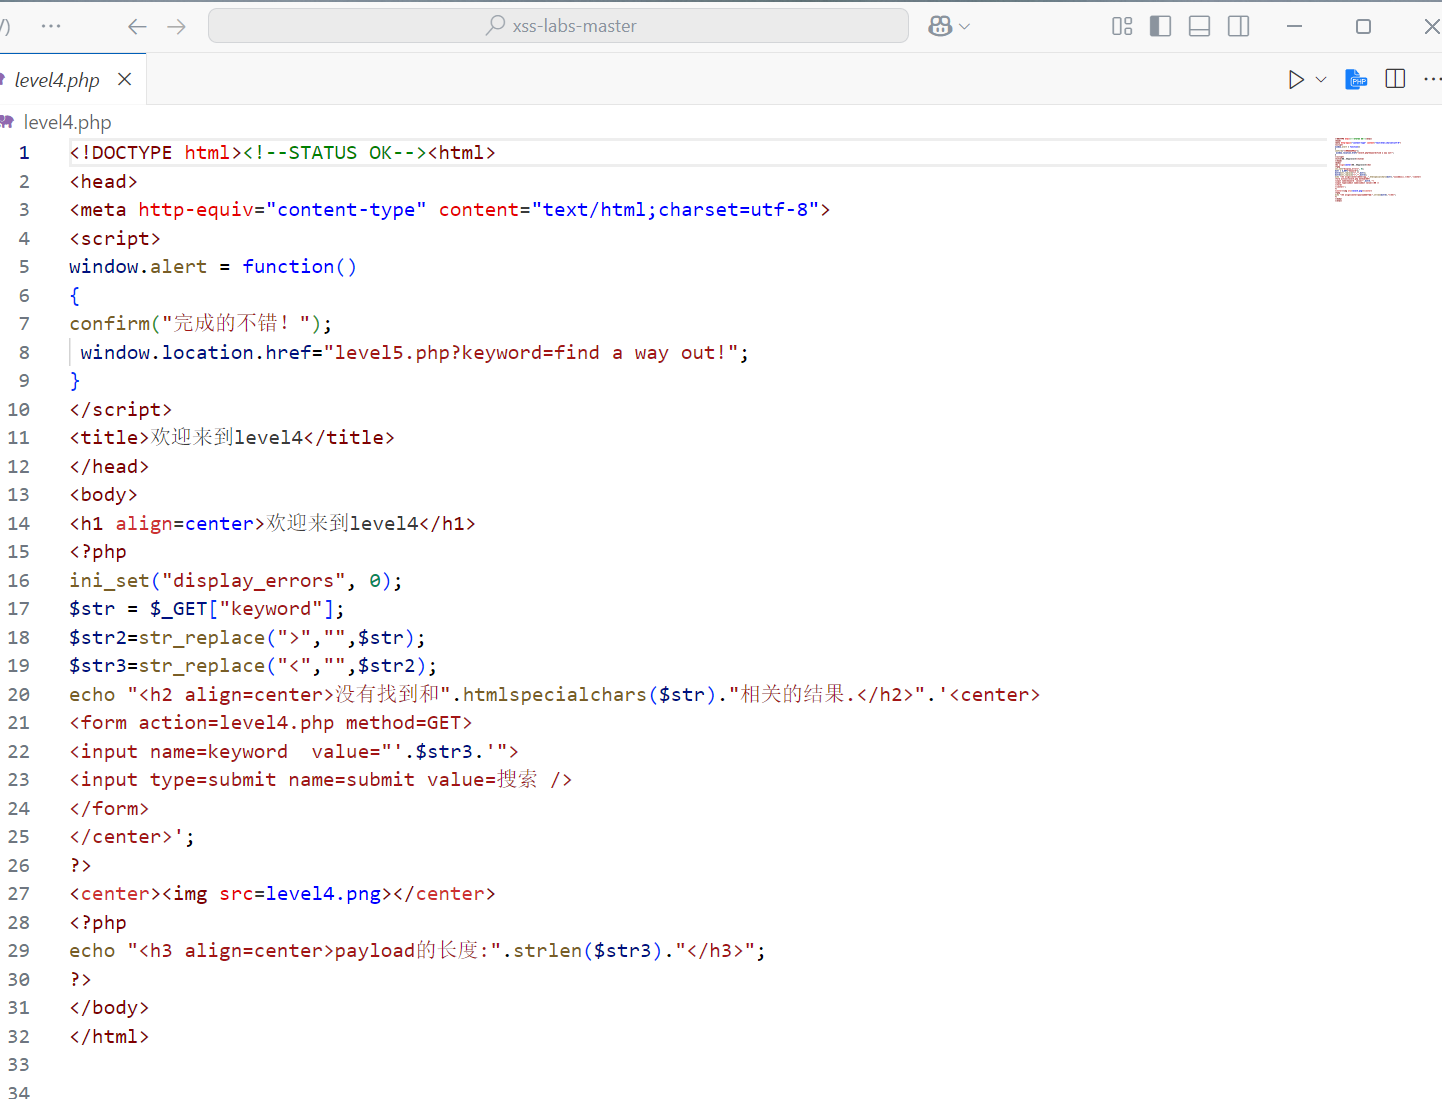 xss-labs-master
level4.php
level4.php
1 <!DOCTYPE html><!--STATUS OK--><html>
2 <head>
3 <meta http-equiv="content-type" content="text/html;charset=utf-8">
4 <script>
5 window.alert = function()
6 {
7 confirm("完成的不错！");
8  window.location.href="level5.php?keyword=find a way out!";
9 }
10 </script>
11 <title>欢迎来到level4</title>
12 </head>
13 <body>
14 <h1 align=center>欢迎来到level4</h1>
15 <?php
16 ini_set("display_errors", 0);
17 $str = $_GET["keyword"];
18 $str2=str_replace(">","",$str);
19 $str3=str_replace("<","",$str2);
20 echo "<h2 align=center>没有找到和".htmlspecialchars($str)."相关的结果.</h2>".'<center>
21 <form action=level4.php method=GET>
22 <input name=keyword  value="'.$str3.'">
23 <input type=submit name=submit value=搜索 />
24 </form>
25 </center>';
26 ?>
27 <center><img src=level4.png></center>
28 <?php
29 echo "<h3 align=center>payload的长度:".strlen($str3)."</h3>";
30 ?>
31 </body>
32 </html>
33
34